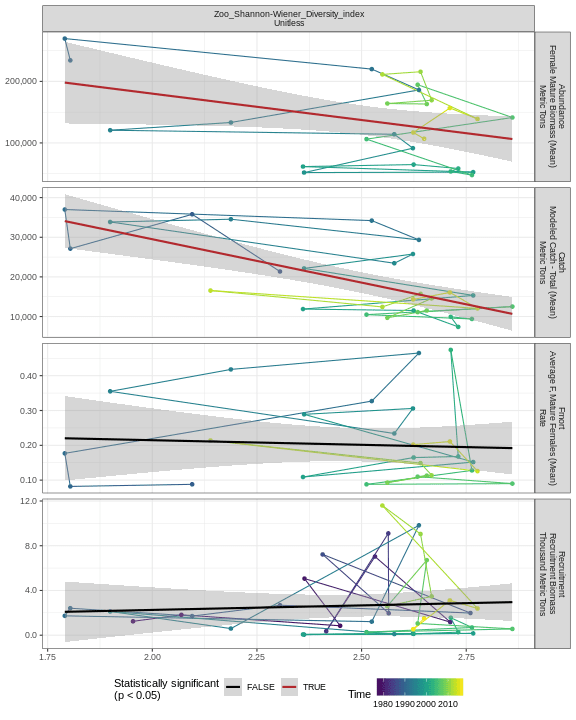 Zoo_Shannon-Wiener_Diversity_index
Unitless
200,000
100,000
Abundance
Female Mature Biomass (Mean)
Metric Tons
40,000
30,000
20,000
10,000
Catch
Modeled Catch - Total (Mean)
Metric Tons
0.40
0.30
0.20
0.10
Fmort
Average F, Mature Females (Mean)
Rate
12.0
8.0
4.0
0.0
Recruitment
Recruitment Biomass
Thousand Metric Tons
1.75 2.00 2.25 2.50 2.75
Statistically significant
(p < 0.05)
FALSE TRUE
Time
1980 1990 2000 2010